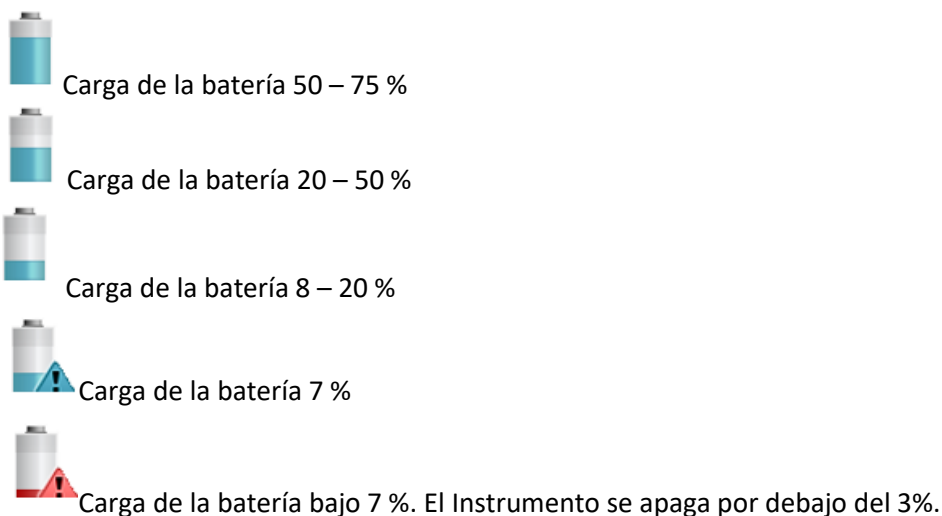 Carga de la batería 50 – 75 %
Carga de la batería 20 – 50 %
Carga de la batería 8 – 20 %
Carga de la batería 7 %
Carga de la batería bajo 7 %. El Instrumento se apaga por debajo del 3%.